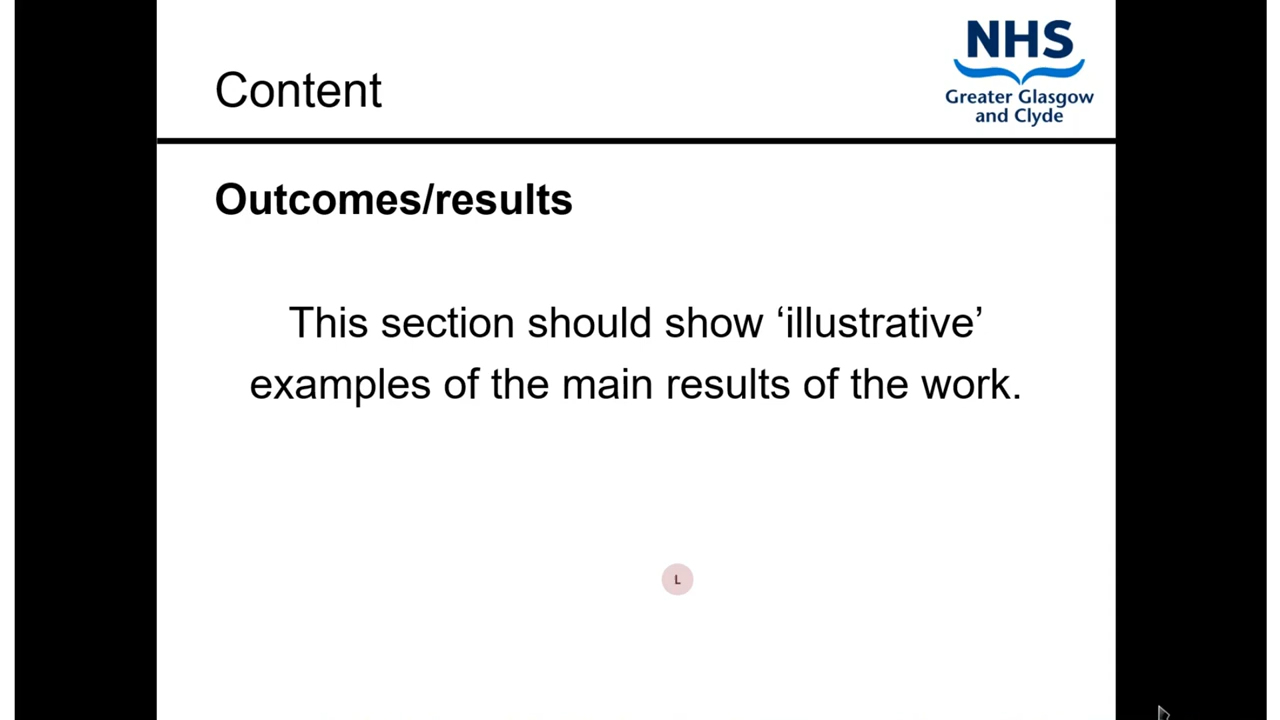 Content
NHS
Greater Glasgow
and Clyde
Outcomes/results
This section should show ‘illustrative’
examples of the main results of the work.
L